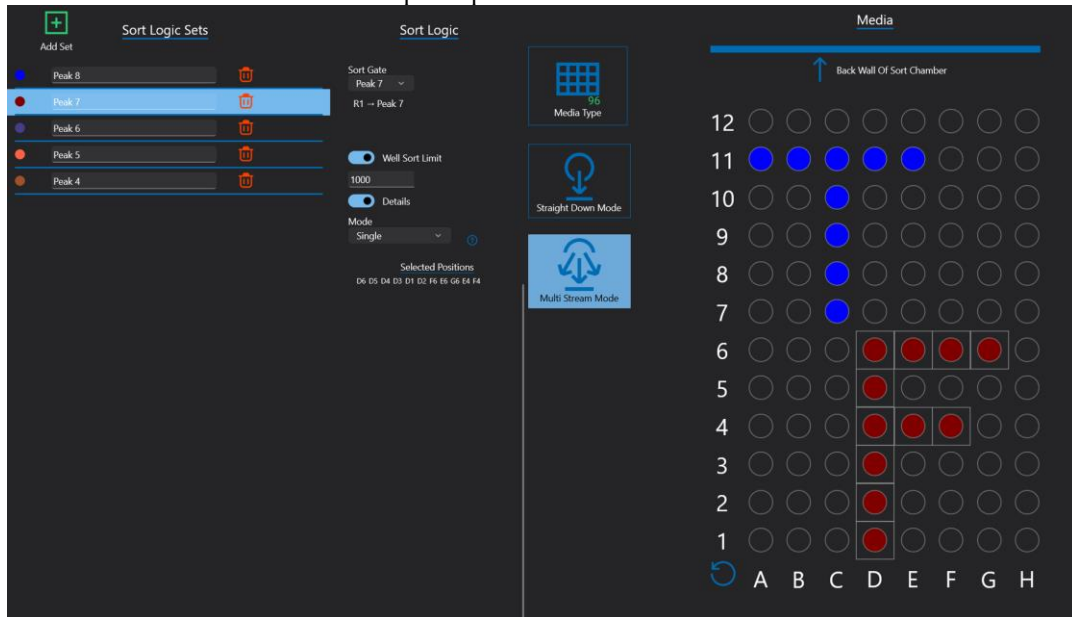 Add Set
Sort Logic Sets
Peak 8
Peak 7
Peak 6
Peak 5
Peak 4
Sort Logic
Sort Gate
Peak 7
R1 → Peak 7
Well Sort Limit
1000
Details
Mode
Single
Selected Positions
D6 D5 D4 D3 D1 D2 F6 E6 G6 E4 F4
96
Media Type
Straight Down Mode
Multi Stream Mode
Media
Back Wall Of Sort Chamber
12
11
10
9
8
7
6
5
4
3
2
1
A B C D E F G H